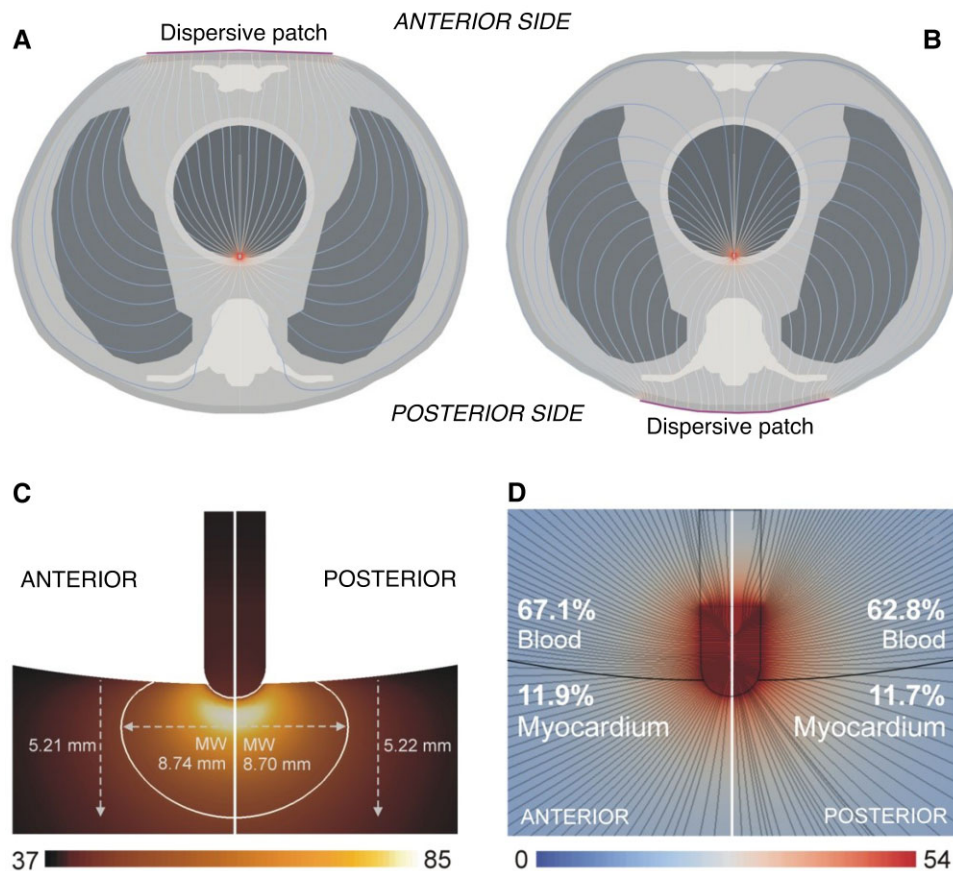 A
Dispersive patch
ANTERIOR SIDE
B
POSTERIOR SIDE
Dispersive patch
C
ANTERIOR
POSTERIOR
5.21 mm
MW
8.74 mm
MW
8.70 mm
5.22 mm
37
85
D
67.1%
Blood
62.8%
Blood
11.9%
Myocardium
11.7%
Myocardium
ANTERIOR
POSTERIOR
0
54